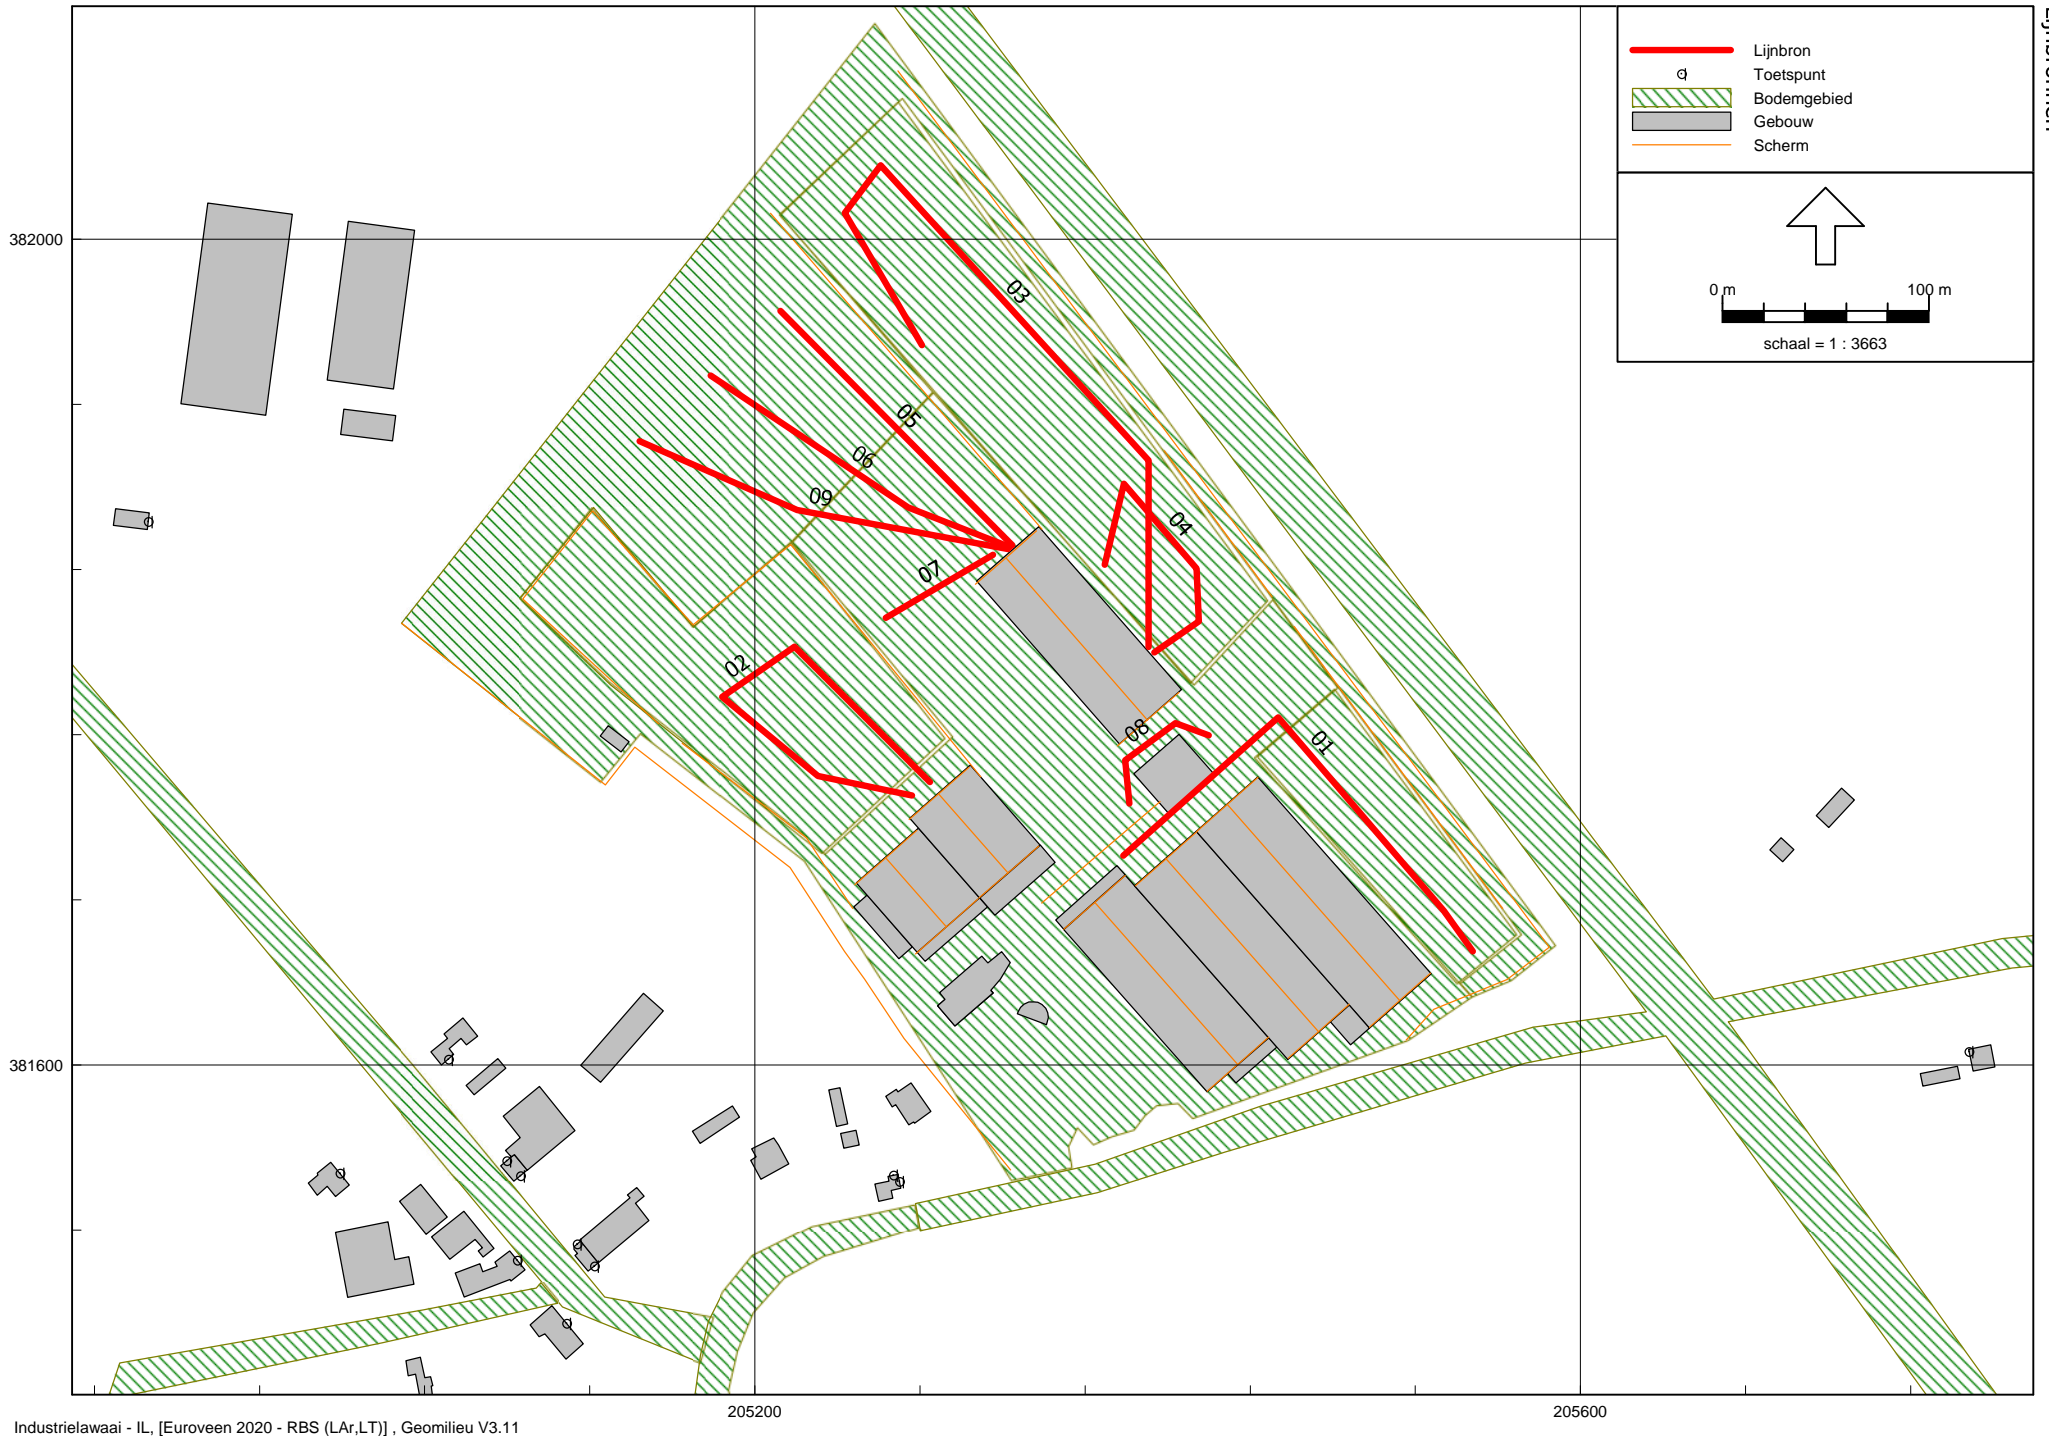 Lijnbronnen
Lijnbron
Toetspunt
Bodemgebied
Gebouw
Scherm
0 m 100 m
schaal = 1 : 3663
382000
381600
03
05
06
09
04
07
02
08
01
205200 205600
Industrielawaai - IL, [Euroveen 2020 - RBS (LAr,LT)] , Geomilieu V3.11